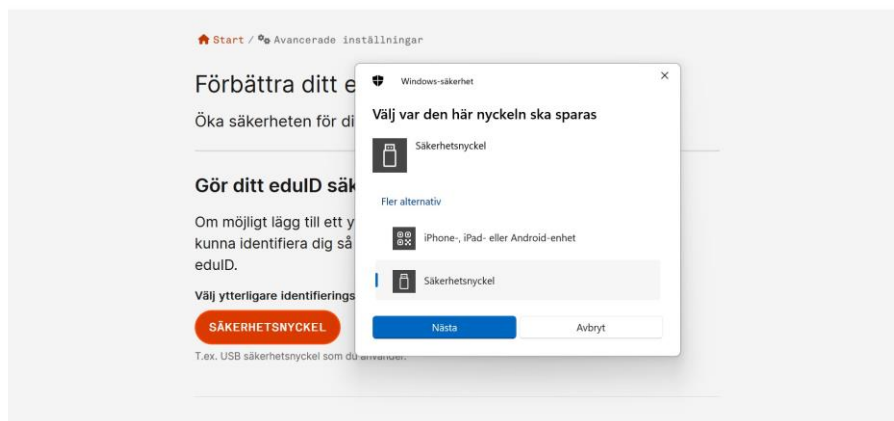 Start / Avancerade inställningar
Förbättra ditt e
Öka säkerheten för di
Gör ditt eduID säk
Om möjligt lägg till ett y
kunna identifiera dig så
eduID.
Välj ytterligare identifierings
SÄKERHETSNYCKEL
T.ex. USB säkerhetsnyckel som du använder.
Windows-säkerhet
Välj var den här nyckeln ska sparas
Säkerhetsnyckel
Fler alternativ
iPhone-, iPad- eller Android-enhet
Säkerhetsnyckel
Nästa
Avbryt